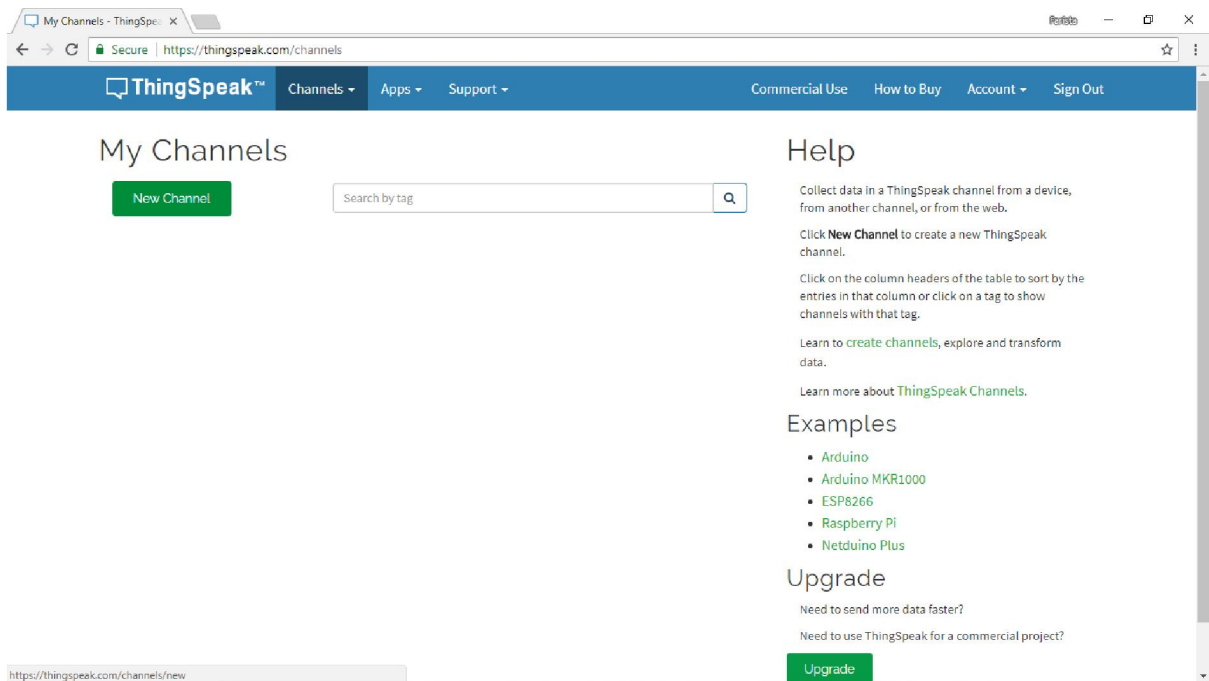 My Channels - ThingSpea
Secure | https://thingspeak.com/channels
ThingSpeak™ Channels Apps Support Commercial Use How to Buy Account Sign Out
My Channels
New Channel
Search by tag
Help
Collect data in a ThingSpeak channel from a device,
from another channel, or from the web.
Click New Channel to create a new ThingSpeak
channel.
Click on the column headers of the table to sort by the
entries in that column or click on a tag to show
channels with that tag.
Learn to create channels, explore and transform
data.
Learn more about ThingSpeak Channels.
Examples
• Arduino
• Arduino MKR1000
• ESP8266
• Raspberry Pi
• Netduino Plus
Upgrade
Need to send more data faster?
Need to use ThingSpeak for a commercial project?
Upgrade
https://thingspeak.com/channels/new